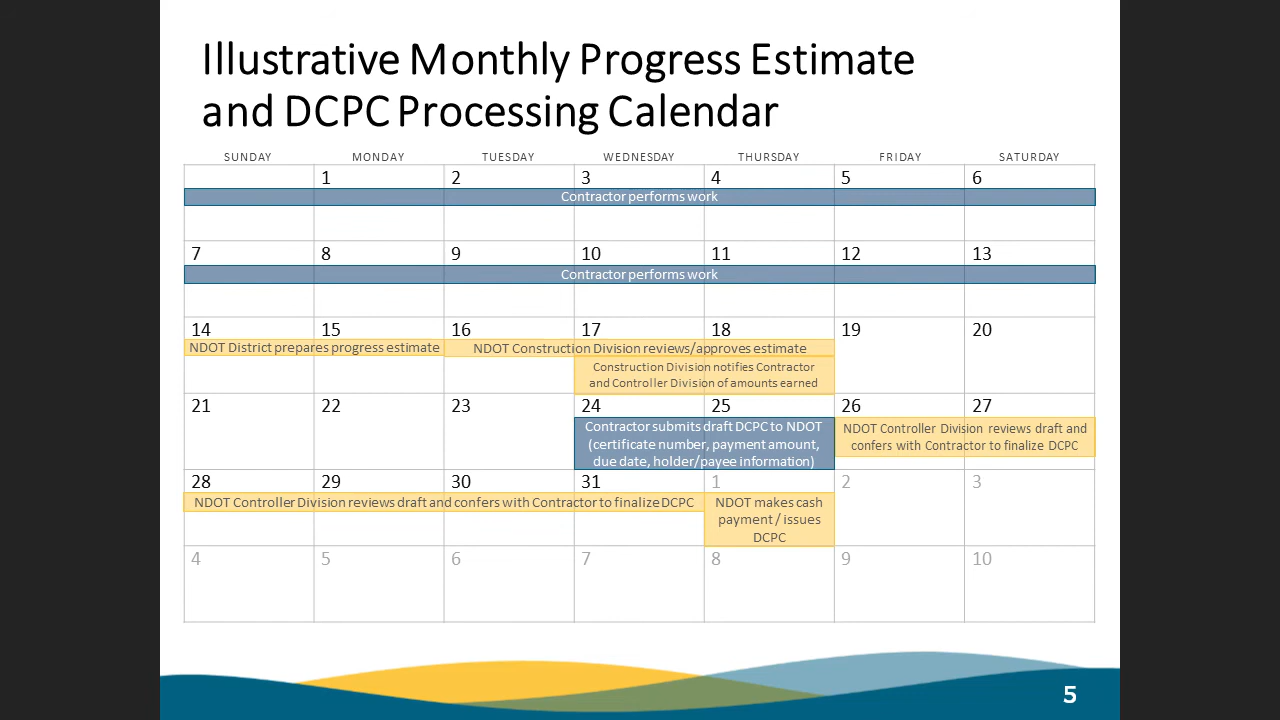 Illustrative Monthly Progress Estimate
and DCPC Processing Calendar
SUNDAY MONDAY TUESDAY WEDNESDAY THURSDAY FRIDAY SATURDAY
1 2 3 4 5 6
Contractor performs work
7 8 9 10 11 12 13
Contractor performs work
14 15 16 17 18 19 20
NDOT District prepares progress estimate
NDOT Construction Division reviews/approves estimate
Construction Division notifies Contractor
and Controller Division of amounts earned
21 22 23 24 25 26 27
Contractor submits draft DCPC to NDOT
(certificate number, payment amount,
due date, holder/payee information)
NDOT Controller Division reviews draft and
confers with Contractor to finalize DCPC
28 29 30 31 1 2 3
NDOT Controller Division reviews draft and confers with Contractor to finalize DCPC
NDOT makes cash
payment / issues
DCPC
4 5 6 7 8 9 10
5